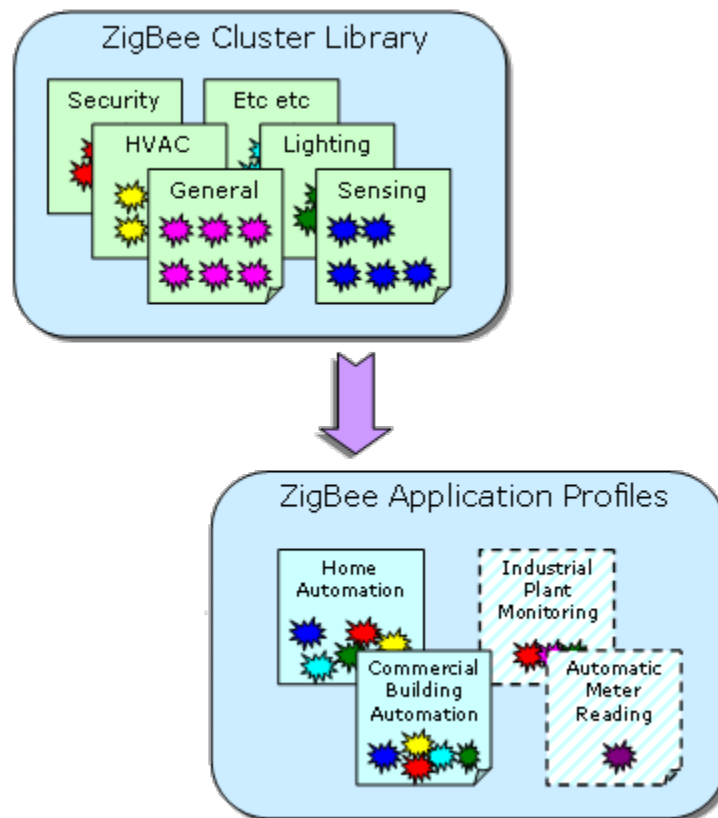 ZigBee Cluster Library
Security
Etc etc
HVAC
Lighting
General
Sensing
ZigBee Application Profiles
Home
Automation
Industrial
Plant
Monitoring
Commercial
Building
Automation
Automatic
Meter
Reading